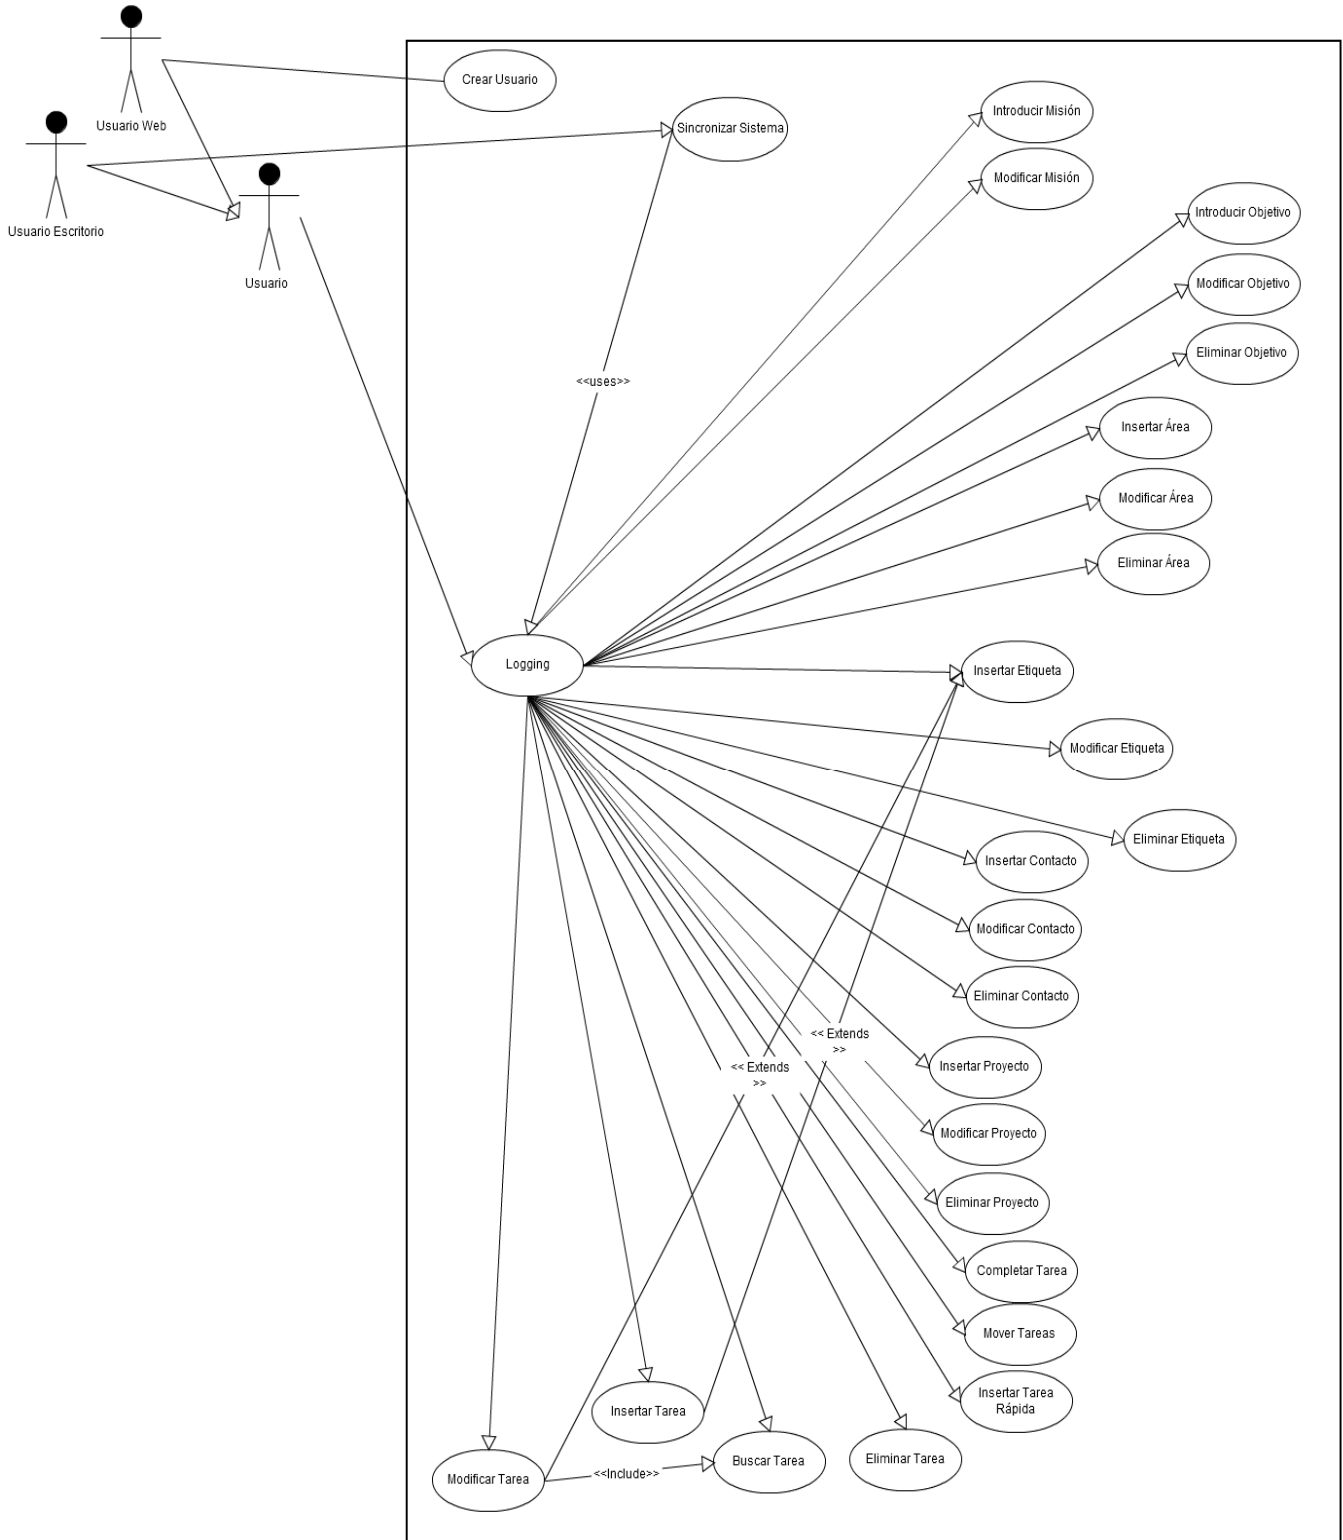 Crear Usuario
Usuario Web
Sincronizar Sistema
Introducir Misión
Modificar Misión
Usuario Escritorio
Usuario
Introducir Objetivo
Modificar Objetivo
Eliminar Objetivo
<<uses>>
Insertar Área
Modificar Área
Eliminar Área
Logging
Insertar Etiqueta
Modificar Etiqueta
Eliminar Etiqueta
Insertar Contacto
Modificar Contacto
Eliminar Contacto
<< Extends
>>
<< Extends
>>
Insertar Proyecto
Modificar Proyecto
Eliminar Proyecto
Completar Tarea
Mover Tareas
Insertar Tarea
Rápida
Insertar Tarea
Buscar Tarea
Eliminar Tarea
Modificar Tarea
<<Include>>